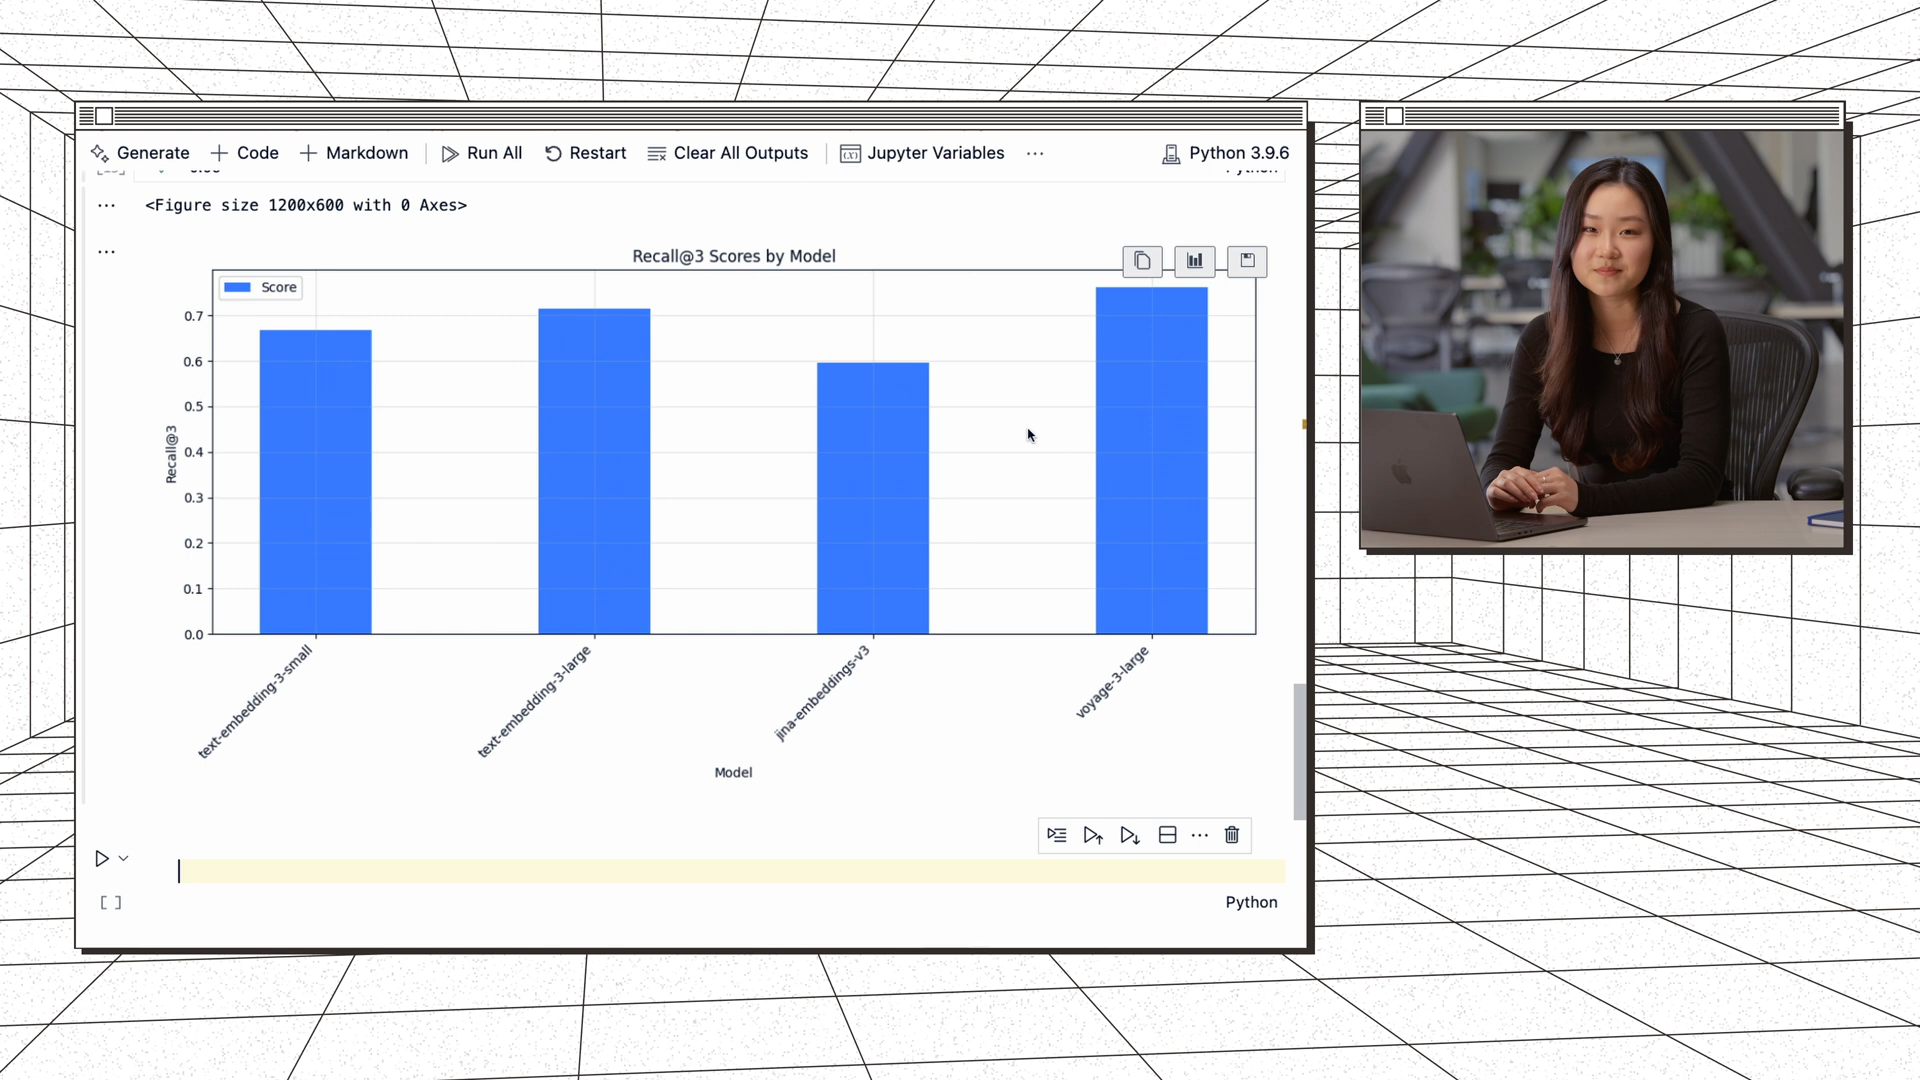 Generate Code Markdown Run All Restart Clear All Outputs Jupyter Variables ... Python 3.9.6
<Figure size 1200x600 with 0 Axes>
Recall@3 Scores by Model
Score
0.7
0.6
0.5
0.4
0.3
0.2
0.1
0.0
Recall@3
text-embedding-3-small
text-embedding-3-large
jina-embeddings-v3
voyage-3-large
Model
[ ]
Python